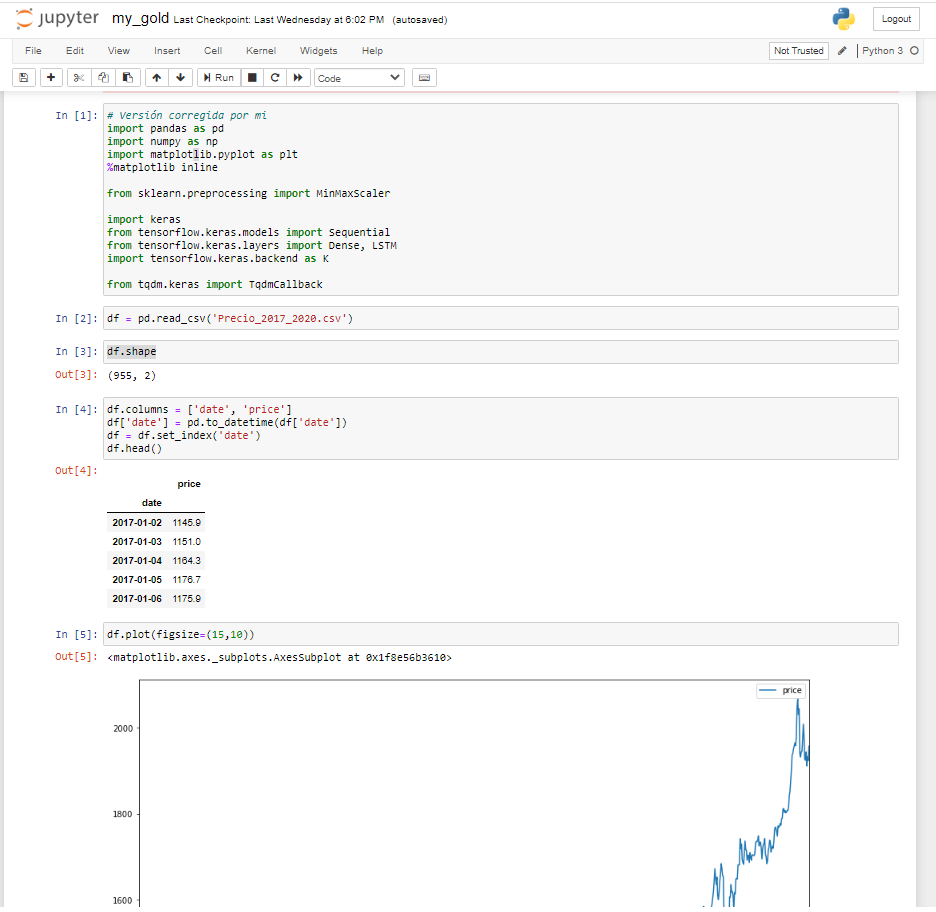 jupyter my_gold Last Checkpoint: Last Wednesday at 6:02 PM (autosaved)
Logout
File Edit View Insert Cell Kernel Widgets Help
Not Trusted
Python 3
Run
Code
In [1]:
# Versión corregida por mi
import pandas as pd
import numpy as np
import matplotlib.pyplot as plt
%matplotlib inline
from sklearn.preprocessing import MinMaxScaler
import keras
from tensorflow.keras.models import Sequential
from tensorflow.keras.layers import Dense, LSTM
import tensorflow.keras.backend as K
from tqdm.keras import TqdmCallback
In [2]: df = pd.read_csv('Precio_2017_2020.csv')
In [3]: df.shape
Out[3]: (955, 2)
In [4]: df.columns = ['date', 'price']
df['date'] = pd.to_datetime(df['date'])
df = df.set_index('date')
df.head()
Out[4]:
price
date
2017-01-02 1145.9
2017-01-03 1151.0
2017-01-04 1164.3
2017-01-05 1176.7
2017-01-06 1175.9
In [5]: df.plot(figsize=(15,10))
Out[5]: <matplotlib.axes._subplots.AxesSubplot at 0x1f8e56b3610>
price
2000
1800
1600